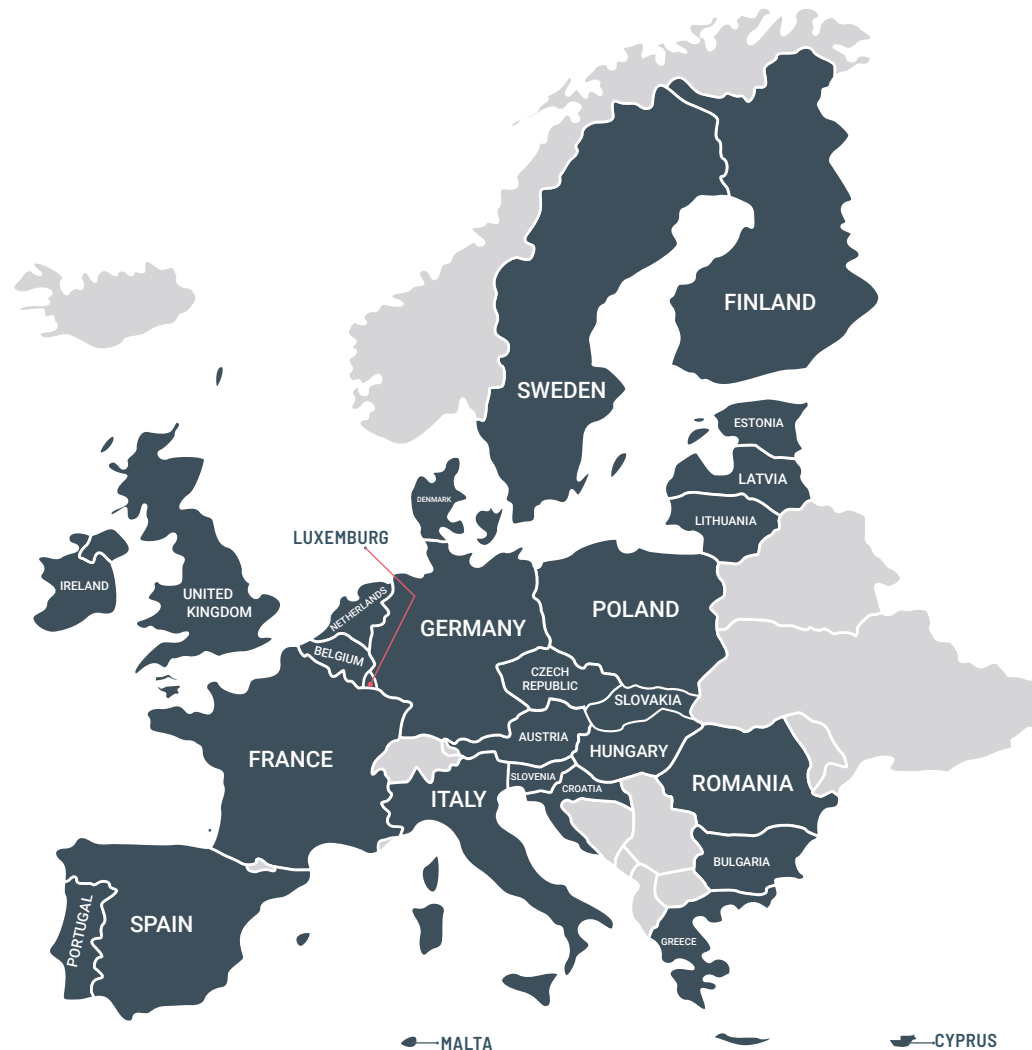 FINLAND
SWEDEN
ESTONIA
LATVIA
DENMARK
LITHUANIA
LUXEMBURG
IRELAND
UNITED
KINGDOM
NETHERLANDS
POLAND
GERMANY
BELGIUM
CZECH
REPUBLIC
SLOVAKIA
AUSTRIA
HUNGARY
FRANCE
SLOVENIA
ROMANIA
CROATIA
ITALY
BULGARIA
SPAIN
PORTUGAL
GREECE
MALTA
CYPRUS